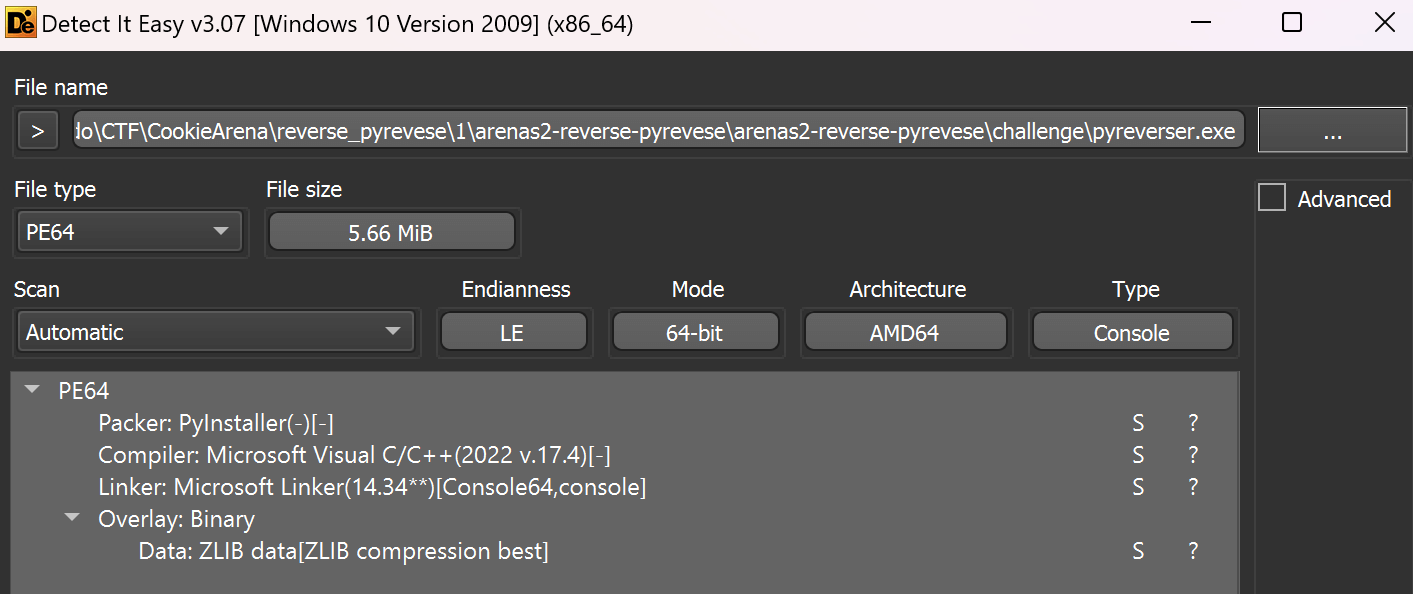 Detect It Easy v3.07 [Windows 10 Version 2009] (x86_64)
File name
> do\CTF\CookieArena\reverse_pyrevese\1\arenas2-reverse-pyrevese\arenas2-reverse-pyrevese\challenge\pyreverser.exe ...
File type File size
Advanced
PE64 5.66 MiB
Scan Endianness Mode Architecture Type
Automatic LE 64-bit AMD64 Console
PE64
Packer: PyInstaller(-)[-] S ?
Compiler: Microsoft Visual C/C++(2022 v.17.4)[-] S ?
Linker: Microsoft Linker(14.34**)[Console64,console] S ?
Overlay: Binary
Data: ZLIB data[ZLIB compression best] S ?